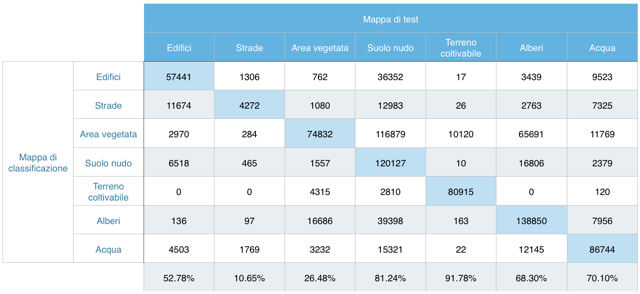 Mappa di test
Edifici Strade Area vegetata Suolo nudo Terreno coltivabile Alberi Acqua
Mappa di classificazione
Edifici 57441 1306 762 36352 17 3439 9523
Strade 11674 4272 1080 12983 26 2763 7325
Area vegetata 2970 284 74832 116879 10120 65691 11769
Suolo nudo 6518 465 1557 120127 10 16806 2379
Terreno coltivabile 0 0 4315 2810 80915 0 120
Alberi 136 97 16686 39398 163 138850 7956
Acqua 4503 1769 3232 15321 22 12145 86744
52.78% 10.65% 26.48% 81.24% 91.78% 68.30% 70.10%